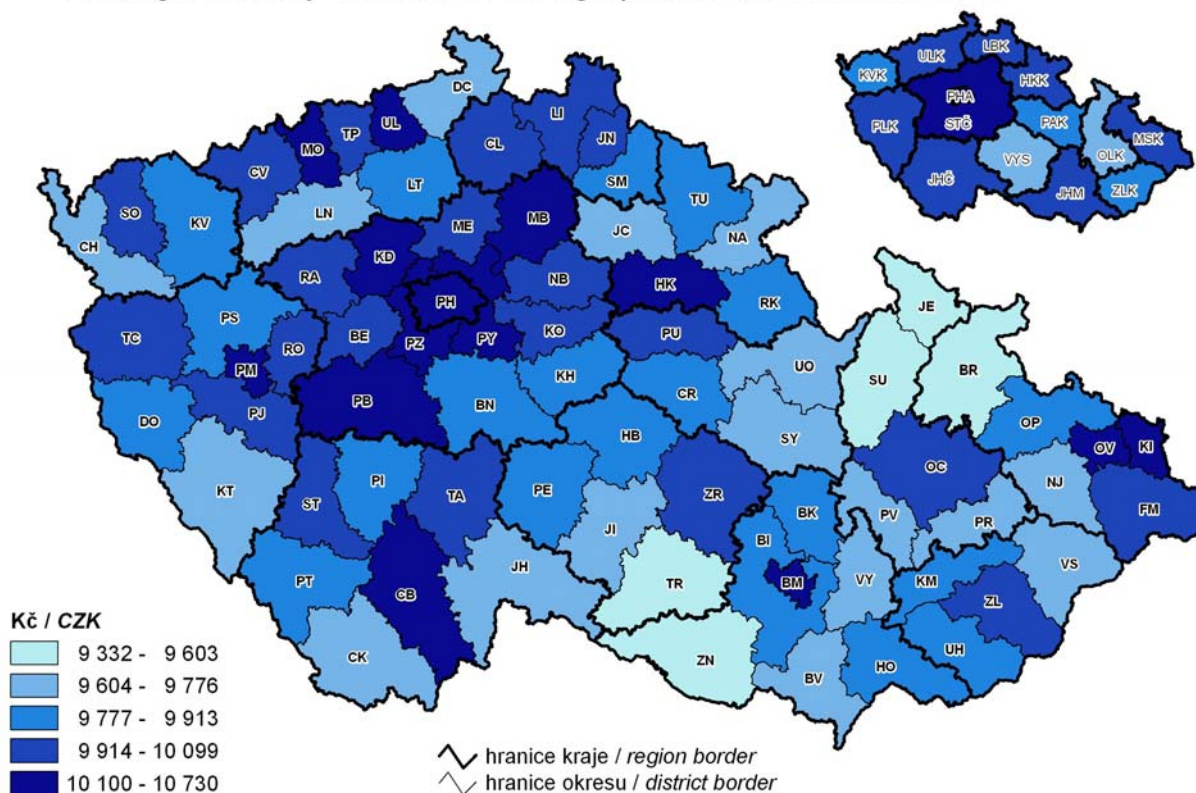 KVK ULK LBK
HKK
PHA
PLK STČ PAK
MSK
VYS OLK
JHČ JHM ZLK
DC
UL LI
TP JN
MO CL
CV
LT SM
SO KV LN MB TU
ME JC
CH NA
KD
RA NB HK
PH RK JE
PS
TC RO BE PZ PY KO PU
PM UO SU BR
KH
PJ PB BN CR
DO OP
HB SY OV KI
OC
KT ST PI TA PE ZR NJ
BK FM
JI PV PR
BI
JH VS
PT TR BM VY KM
CB ZL
CK ZN UH
BV HO
Kč / CZK
9 332 - 9 603
9 604 - 9 776
9 777 - 9 913
9 914 - 10 099
10 100 - 10 730
hranice kraje / region border
hranice okresu / district border